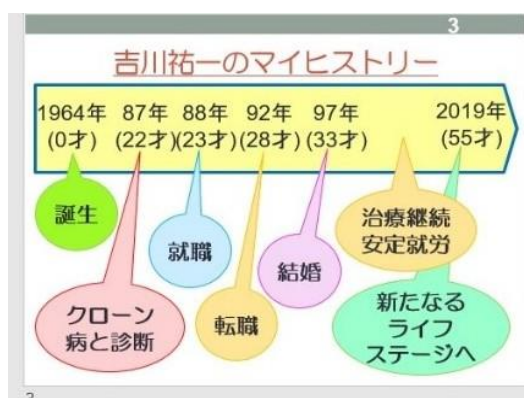 3
吉川祐一のマイヒストリー
1964年 87年 88年 92年 97年 2019年
(0才) (22才)(23才)(28才)(33才) (55才)
誕生
クローン
病と診断
就職
転職
結婚
治療継続
安定就労
新たなる
ライフ
ステージへ